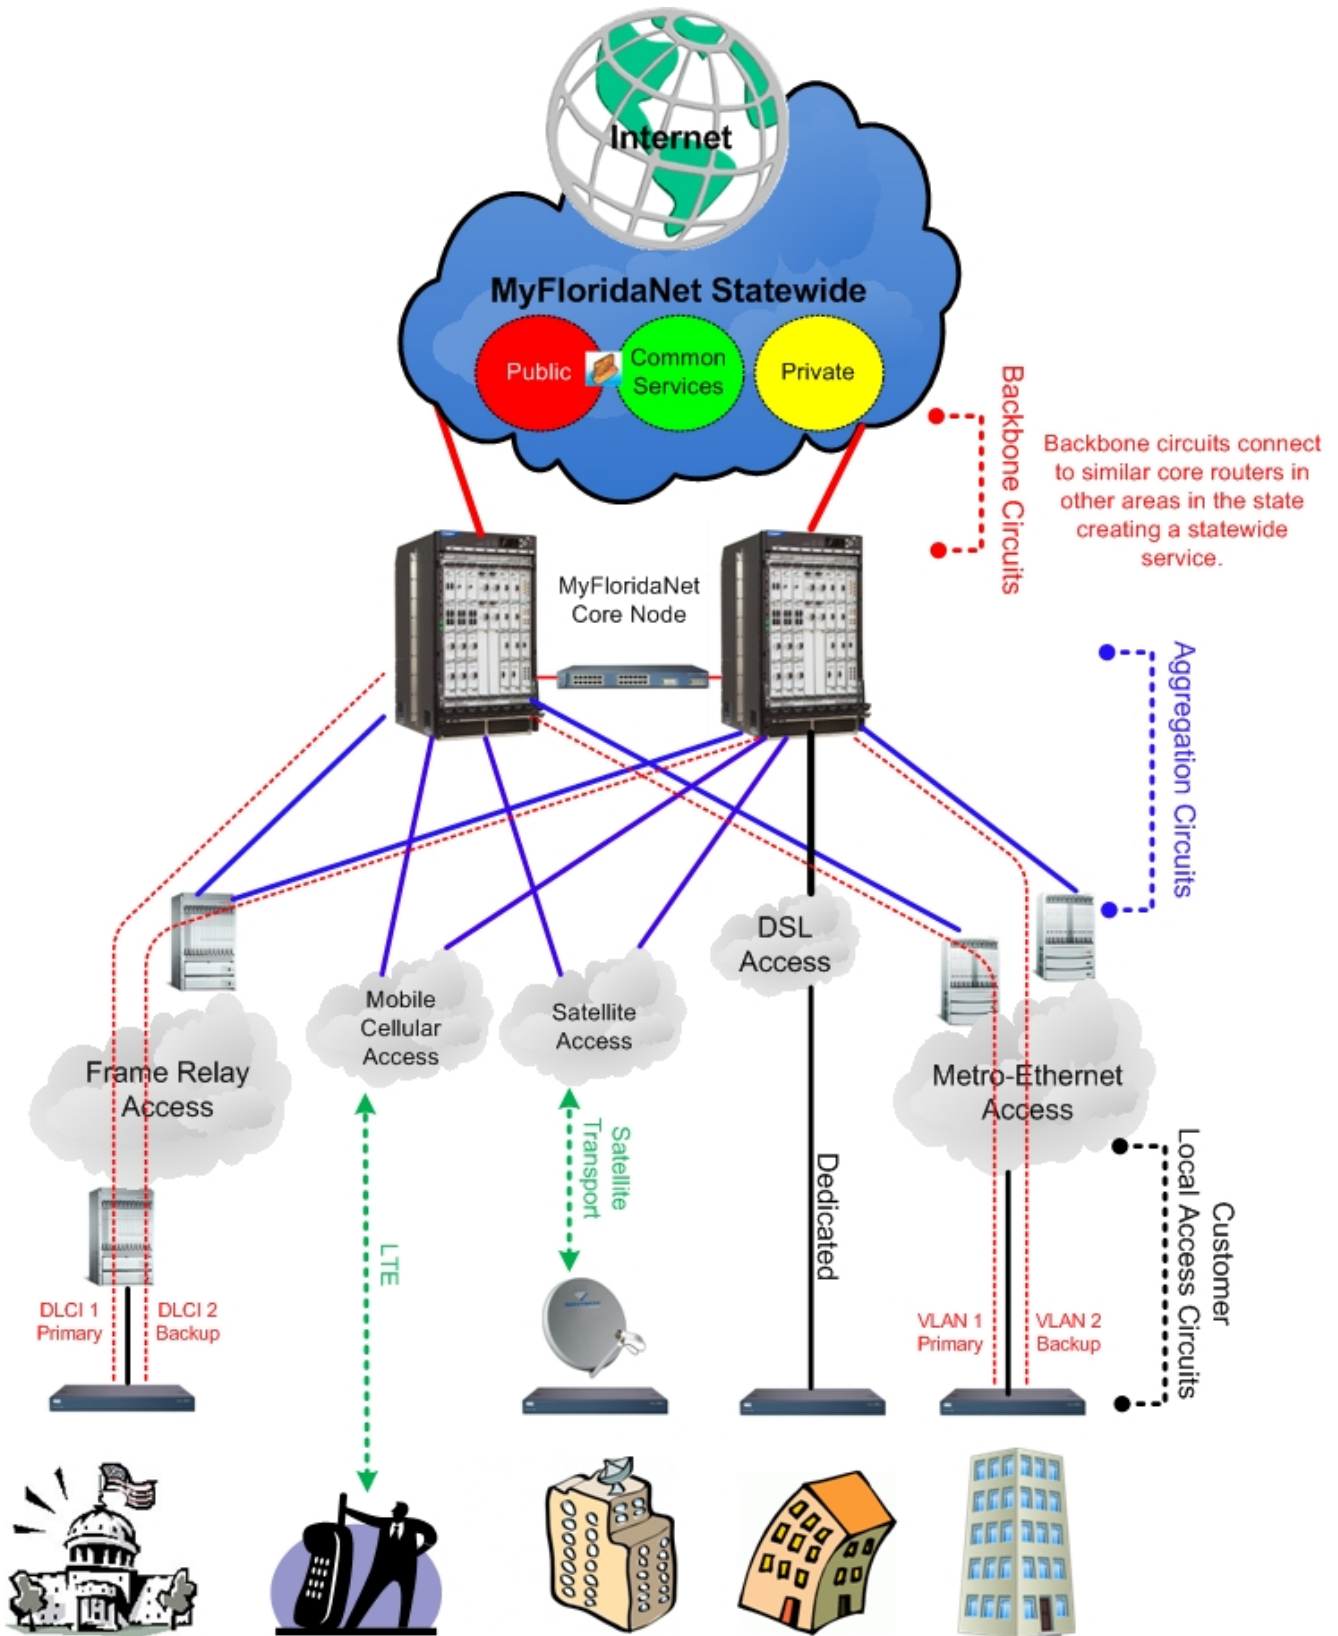 Internet
MyFloridaNet Statewide
Public
Common
Services
Private
Backbone Circuits
Backbone circuits connect
to similar core routers in
other areas in the state
creating a statewide
service.
MyFloridaNet
Core Node
Aggregation Circuits
DSL
Access
Mobile
Cellular
Access
Satellite
Access
Frame Relay
Access
Metro-Ethernet
Access
Satellite
Transport
Dedicated
LTE
Customer
Local Access Circuits
DLCI 1
Primary
DLCI 2
Backup
VLAN 1
Primary
VLAN 2
Backup